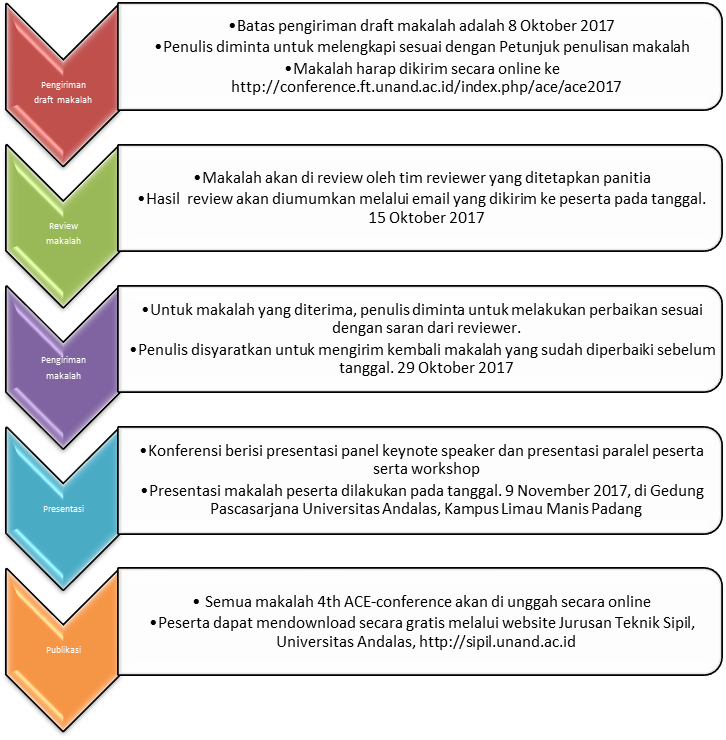 Pengiriman
draft makalah
•Batas pengiriman draft makalah adalah 8 Oktober 2017
•Penulis diminta untuk melengkapi sesuai dengan Petunjuk penulisan makalah
•Makalah harap dikirim secara online ke
http://conference.ft.unand.ac.id/index.php/ace/ace2017
Review
makalah
•Makalah akan di review oleh tim reviewer yang ditetapkan panitia
•Hasil review akan diumumkan melalui email yang dikirim ke peserta pada tanggal.
15 Oktober 2017
Pengiriman
makalah
•Untuk makalah yang diterima, penulis diminta untuk melakukan perbaikan sesuai
dengan saran dari reviewer.
•Penulis disyaratkan untuk mengirim kembali makalah yang sudah diperbaiki sebelum
tanggal. 29 Oktober 2017
Presentasi
•Konferensi berisi presentasi panel keynote speaker dan presentasi paralel peserta
serta workshop
•Presentasi makalah peserta dilakukan pada tanggal. 9 November 2017, di Gedung
Pascasarjana Universitas Andalas, Kampus Limau Manis Padang
Publikasi
• Semua makalah 4th ACE-conference akan di unggah secara online
•Peserta dapat mendownload secara gratis melalui website Jurusan Teknik Sipil,
Universitas Andalas, http://sipil.unand.ac.id